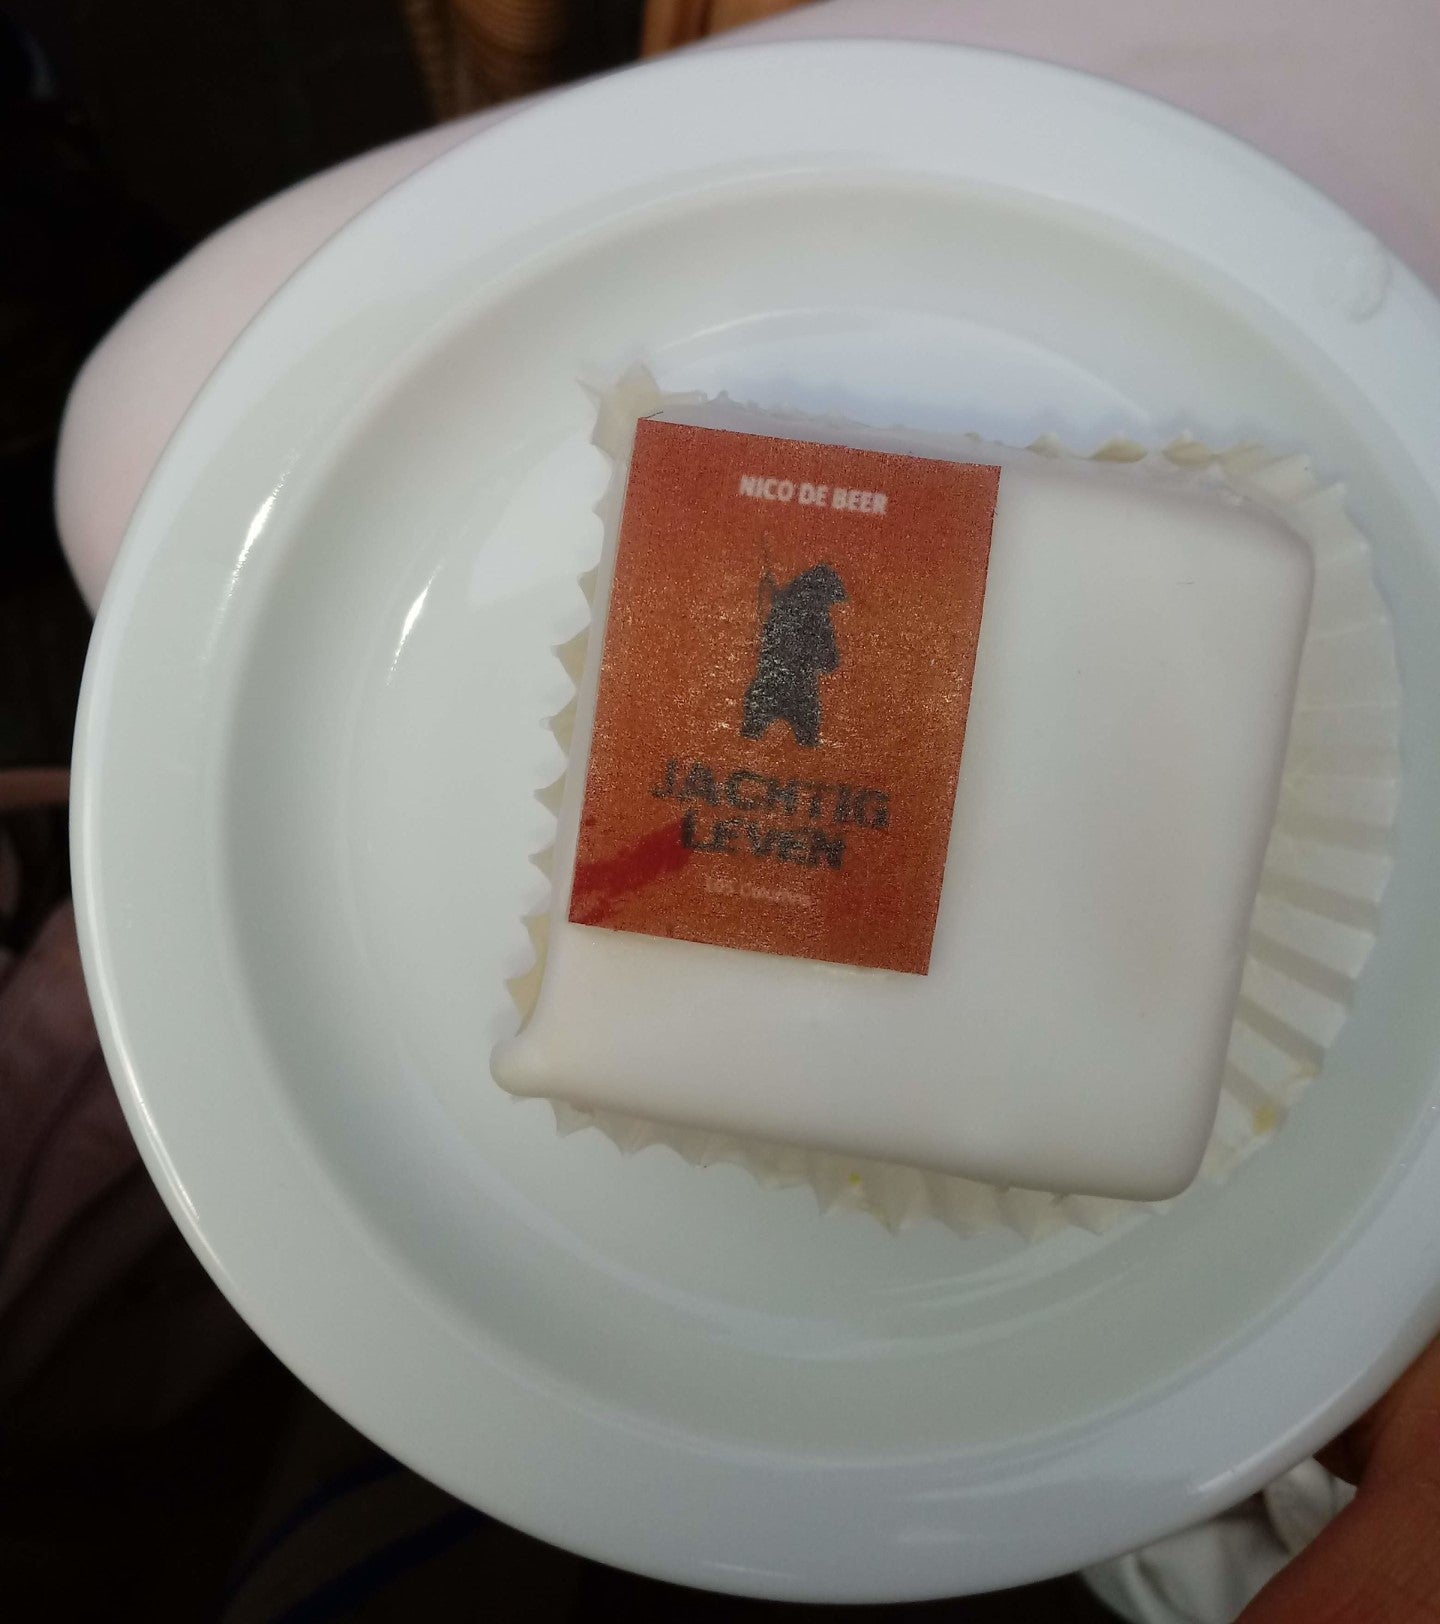 NICO DE BEER
JACHTIG
LEVEN